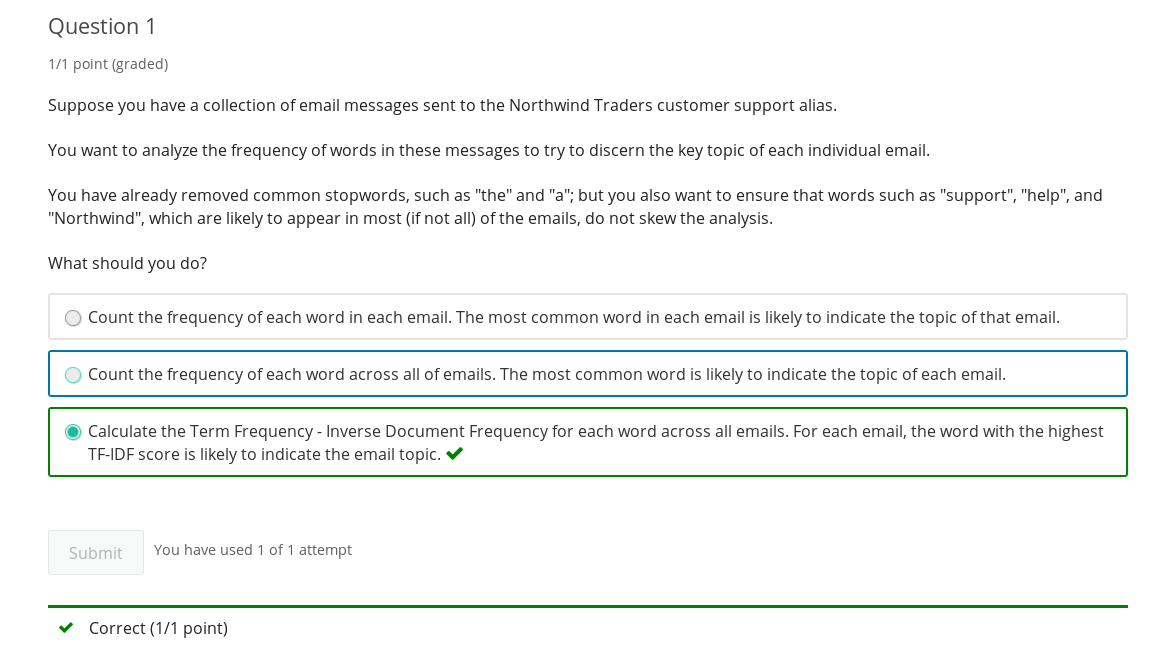 Question 1
1/1 point (graded)
Suppose you have a collection of email messages sent to the Northwind Traders customer support alias.
You want to analyze the frequency of words in these messages to try to discern the key topic of each individual email.
You have already removed common stopwords, such as "the" and "a"; but you also want to ensure that words such as "support", "help", and
"Northwind", which are likely to appear in most (if not all) of the emails, do not skew the analysis.
What should you do?
Count the frequency of each word in each email. The most common word in each email is likely to indicate the topic of that email.
Count the frequency of each word across all of emails. The most common word is likely to indicate the topic of each email.
Calculate the Term Frequency - Inverse Document Frequency for each word across all emails. For each email, the word with the highest
TF-IDF score is likely to indicate the email topic.
Submit You have used 1 of 1 attempt
Correct (1/1 point)